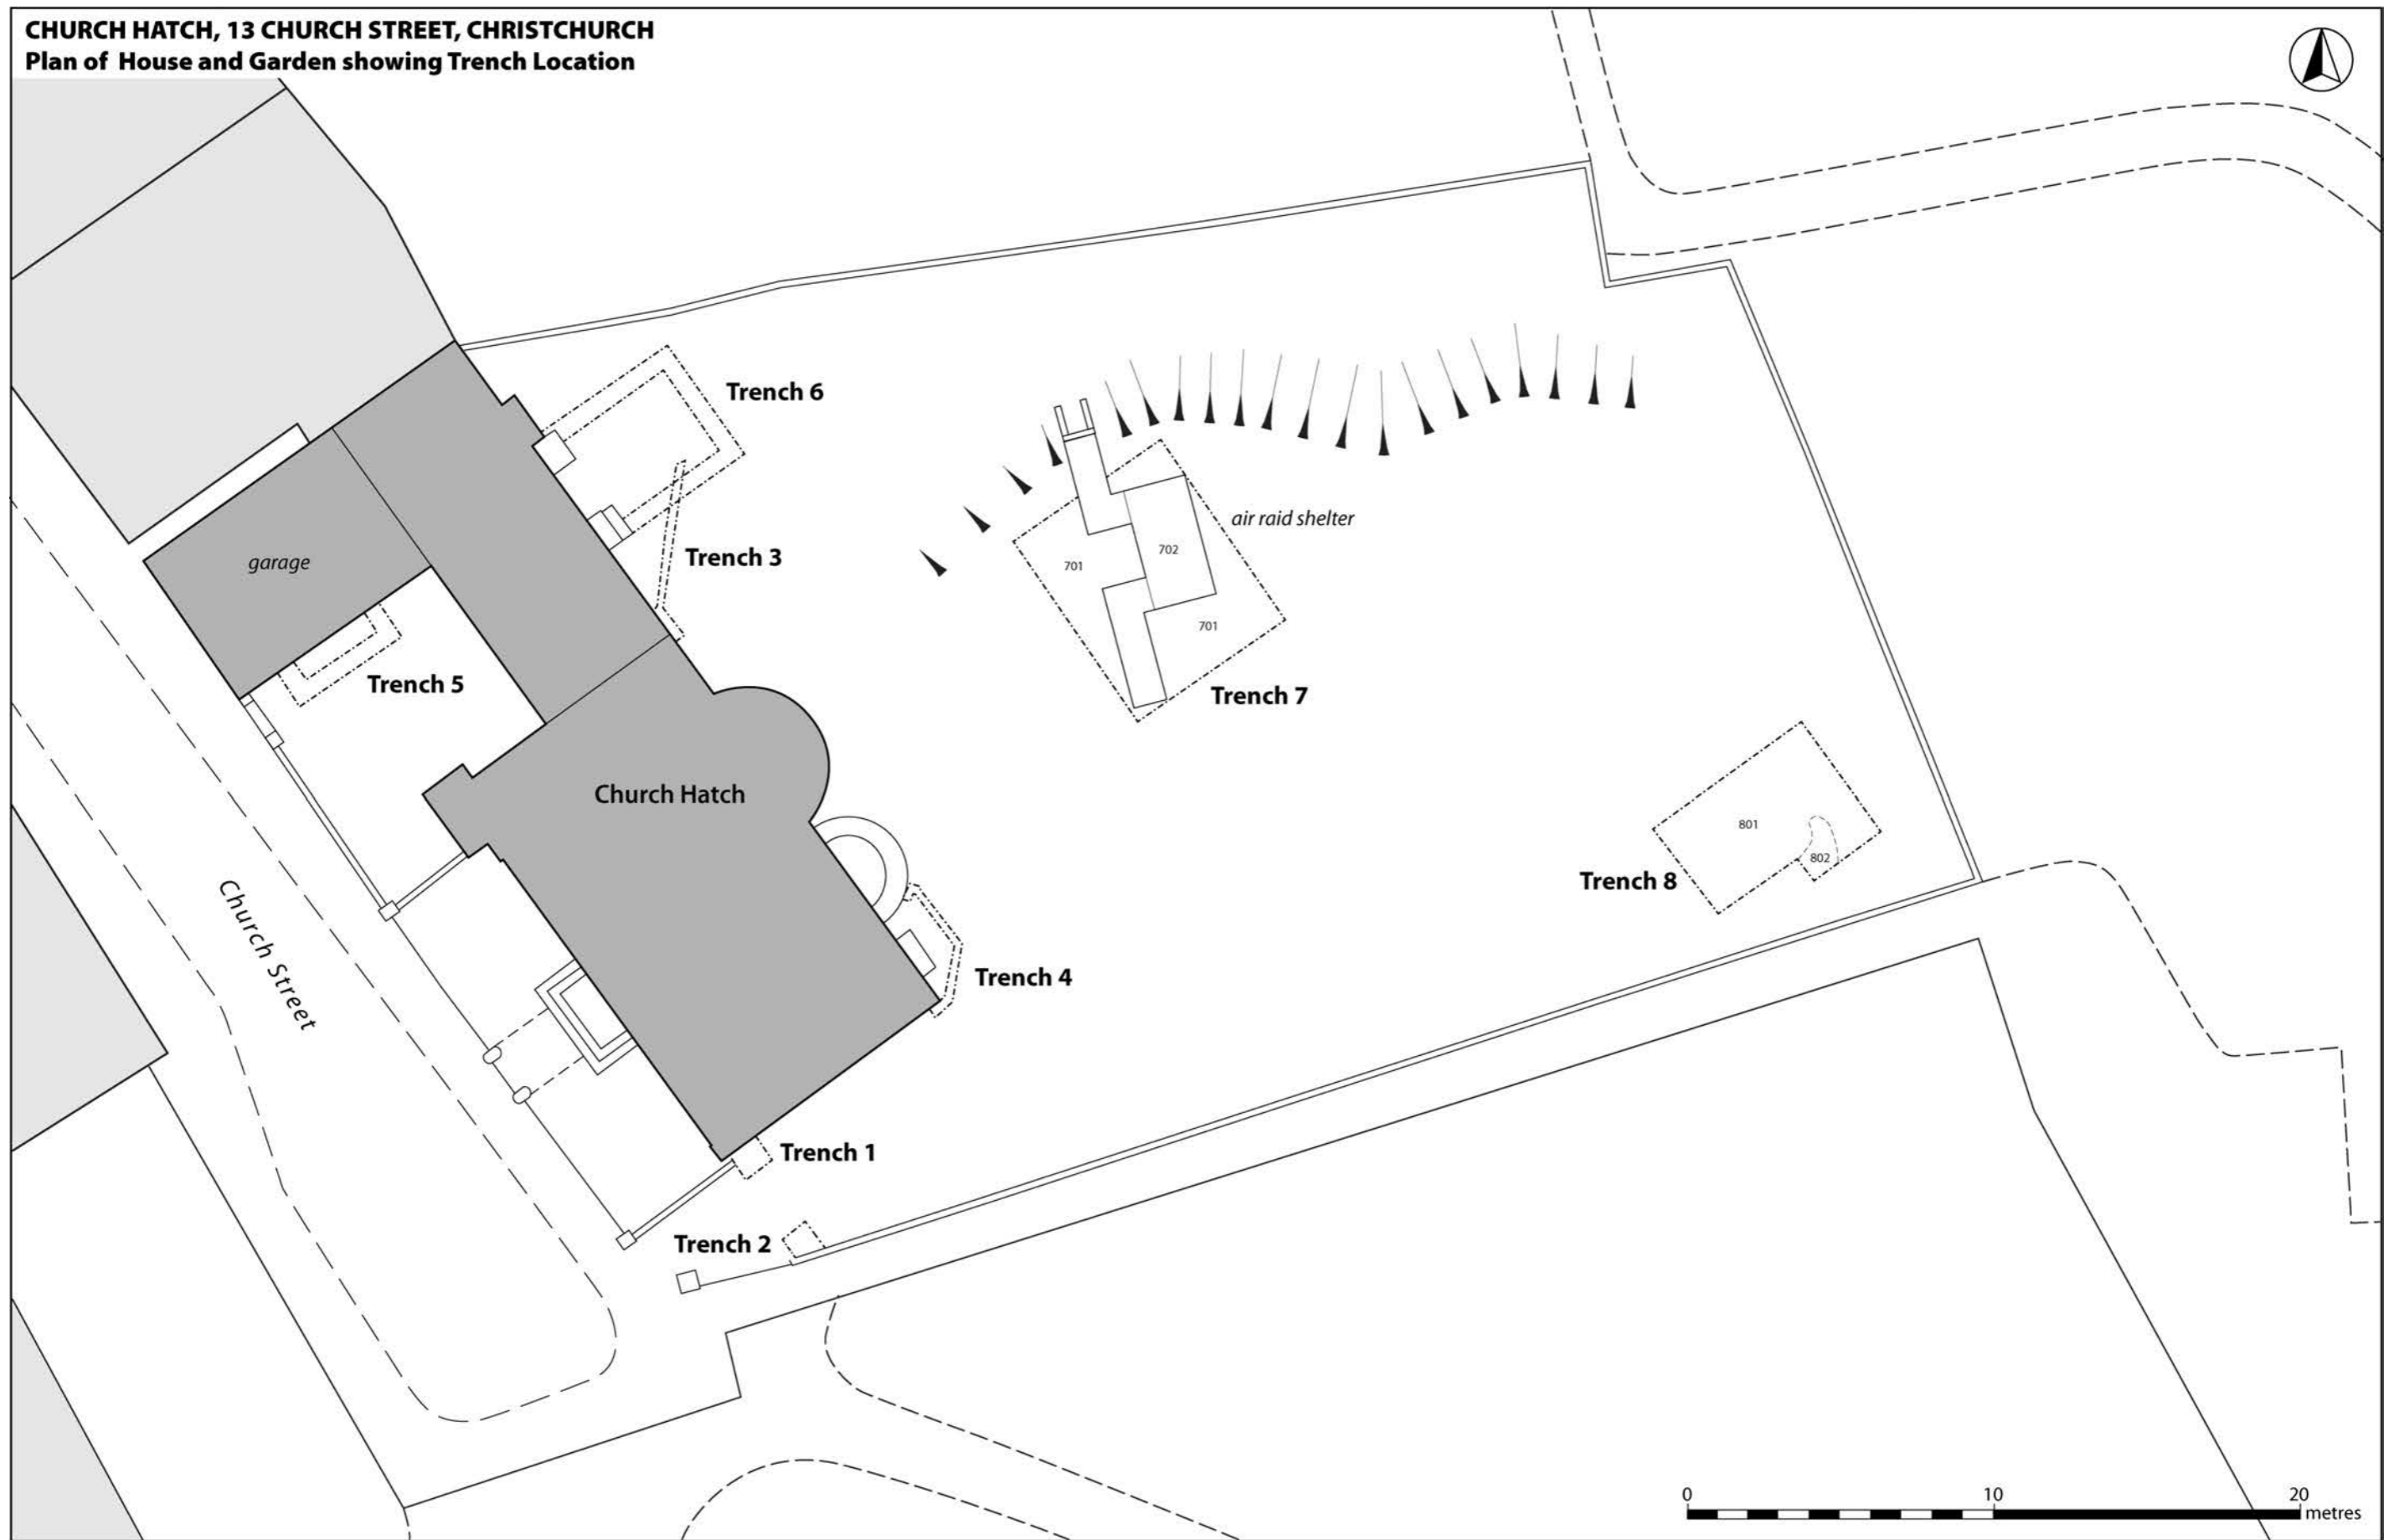 CHURCH HATCH, 13 CHURCH STREET, CHRISTCHURCH
Plan of House and Garden showing Trench Location
Trench 6
air raid shelter
702
Trench 3
garage
701
701
Trench 5
Trench 7
Church Hatch
801
802
Trench 8
Church Street
Trench 4
Trench 1
Trench 2
0 10 20
metres